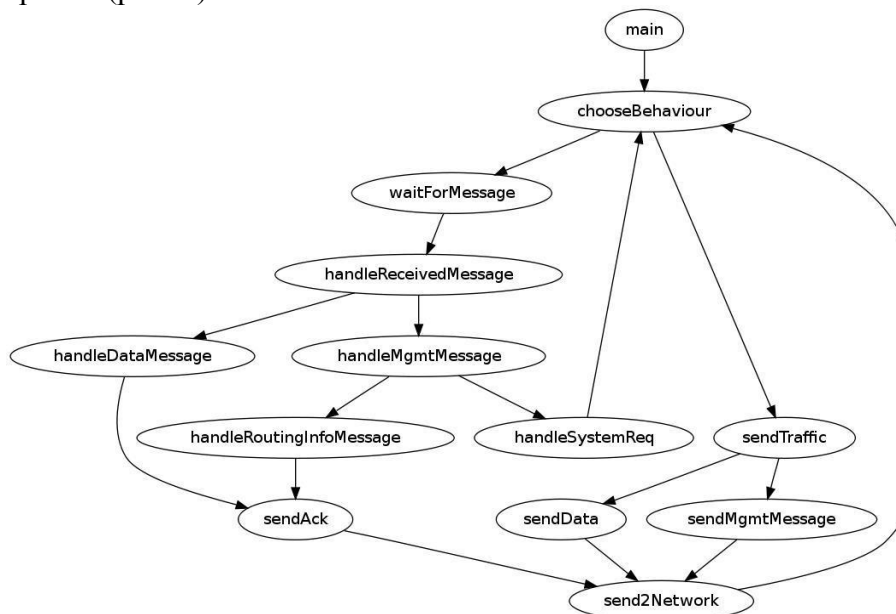 main
chooseBehaviour
waitForMessage
handleReceivedMessage
handleDataMessage
handleMgmtMessage
handleRoutingInfoMessage
handleSystemReq
sendTraffic
sendAck
sendData
sendMgmtMessage
send2Network